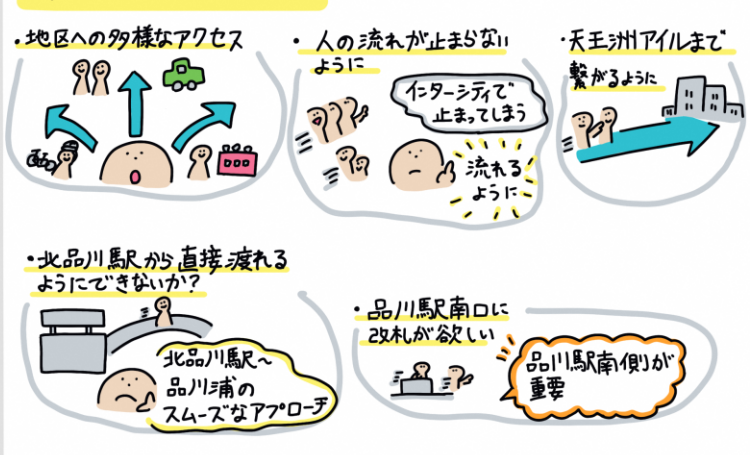 ・地区への多様なアクセス
・人の流れが止まらない
ように
インターシティで
止まってしまう
流れる
ように
・天王洲アイルまで
繋がるように
・北品川駅から直接渡れる
ようにできないか?
北品川駅~
品川浦の
スムーズなアプローチ
・品川駅南口に
改札が欲しい
品川駅南側が
重要